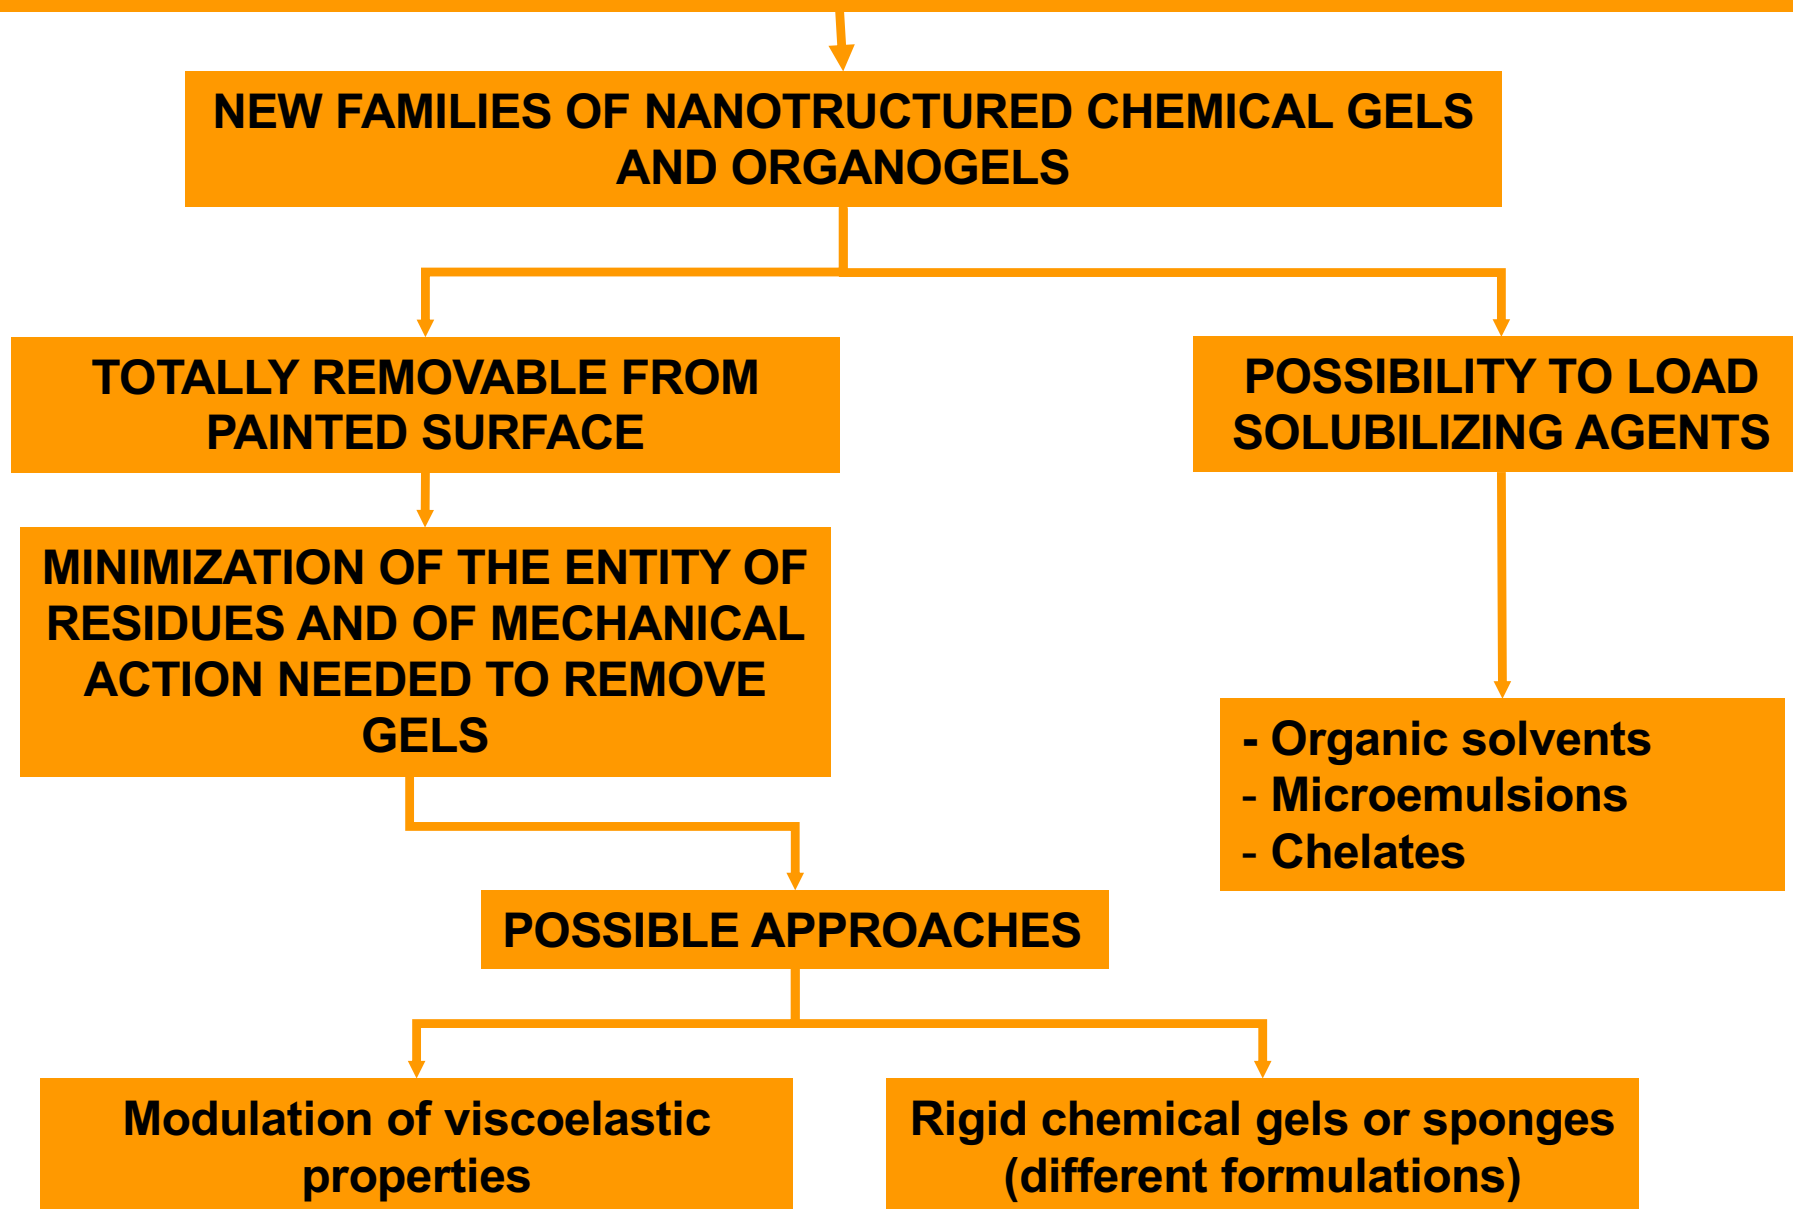 NEW FAMILIES OF NANOTRUCTURED CHEMICAL GELS
AND ORGANOGELS
TOTALLY REMOVABLE FROM
PAINTED SURFACE
POSSIBILITY TO LOAD
SOLUBILIZING AGENTS
MINIMIZATION OF THE ENTITY OF
RESIDUES AND OF MECHANICAL
ACTION NEEDED TO REMOVE
GELS
- Organic solvents
- Microemulsions
- Chelates
POSSIBLE APPROACHES
Modulation of viscoelastic
properties
Rigid chemical gels or sponges
(different formulations)